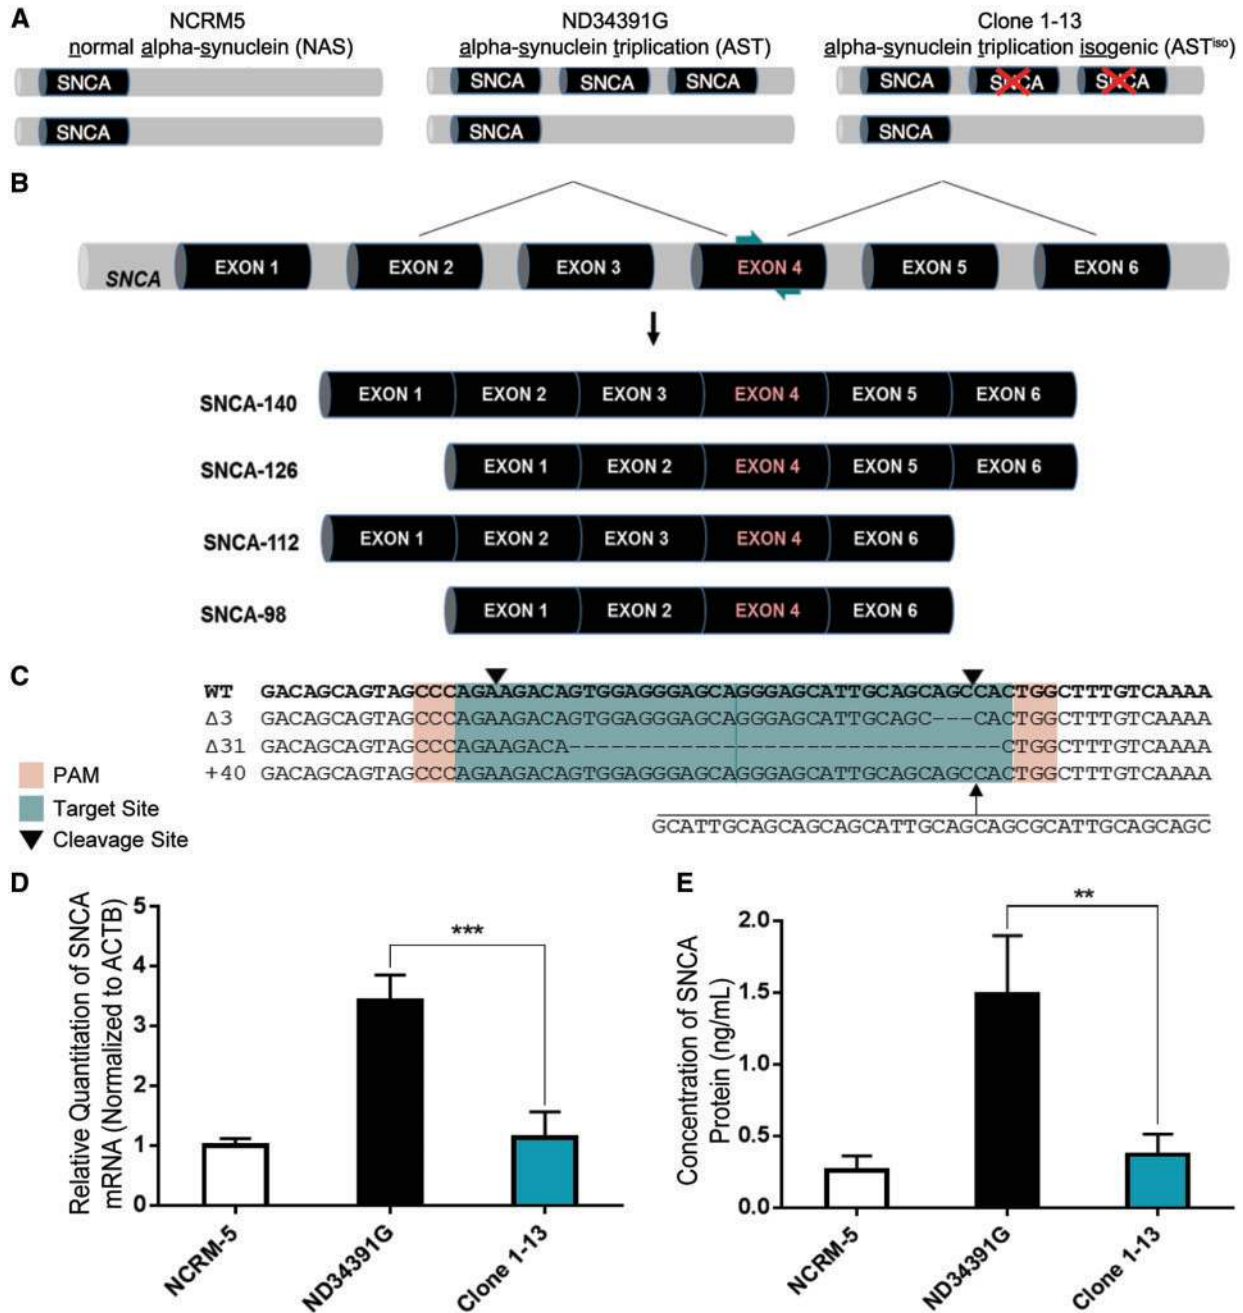 A
NCRM5
normal alpha-synuclein (NAS)
SNCA
SNCA
ND34391G
alpha-synuclein triplication (AST)
SNCA SNCA SNCA
SNCA
Clone 1-13
alpha-synuclein triplication isogenic (ASTiso)
SNCA SNCA SNCA
SNCA
B
SNCA EXON 1 EXON 2 EXON 3 EXON 4 EXON 5 EXON 6
SNCA-140 EXON 1 EXON 2 EXON 3 EXON 4 EXON 5 EXON 6
SNCA-126 EXON 1 EXON 2 EXON 4 EXON 5 EXON 6
SNCA-112 EXON 1 EXON 2 EXON 3 EXON 4 EXON 6
SNCA-98 EXON 1 EXON 2 EXON 4 EXON 6
C
WT GACAGCAGTAGCCCAGAAGACAGTGGAGGGAGCAGGGAGCATTGCAGCAGCCACTGGCTTTGTCAAAA
Δ3 GACAGCAGTAGCCCAGAAGACAGTGGAGGGAGCAGGGAGCATTGCAGC---CACTGGCTTTGTCAAAA
Δ31 GACAGCAGTAGCCCAGAAGACA-------------------------------CTGGCTTTGTCAAAA
+40 GACAGCAGTAGCCCAGAAGACAGTGGAGGGAGCAGGGAGCATTGCAGCAGCCACTGGCTTTGTCAAAA
GCATTGCAGCAGCAGCATTGCAGCAGCGCATTGCAGCAGC
PAM
Target Site
Cleavage Site
D
Relative Quantitation of SNCA
mRNA (Normalized to ACTB)
5
4
3
2
1
0
***
NCRM-5
ND34391G
Clone 1-13
E
Concentration of SNCA
Protein (ng/mL)
2.0
1.5
1.0
0.5
0.0
**
NCRM-5
ND34391G
Clone 1-13